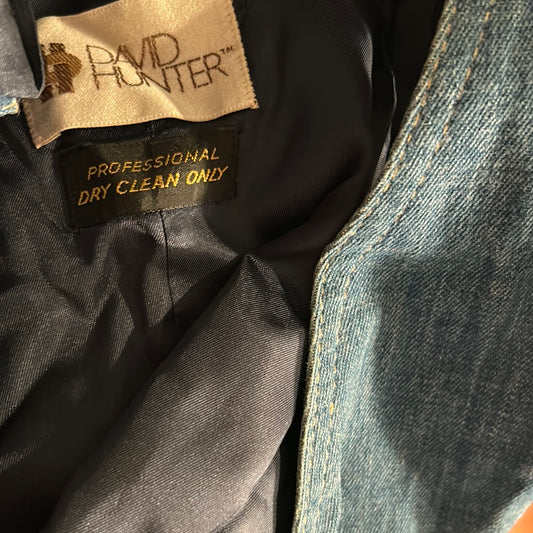 DAVID
HUNTER™
PROFESSIONAL
DRY CLEAN ONLY